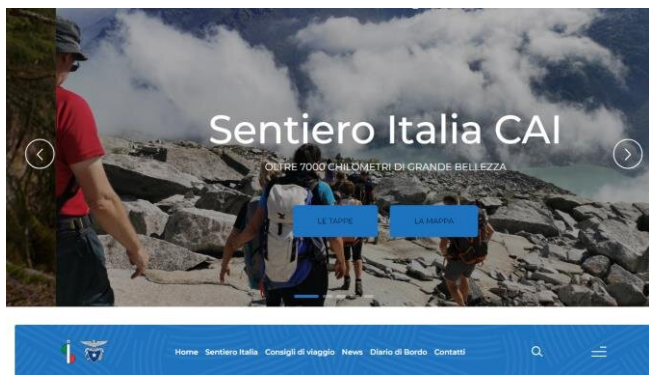 Sentiero Italia CAI
OLTRE 7000 CHILOMETRI DI GRANDE BELLEZZA
LE TAPPE LA MAPPA
Home Sentiero Italia Consigli di viaggio News Diario di Bordo Contatti